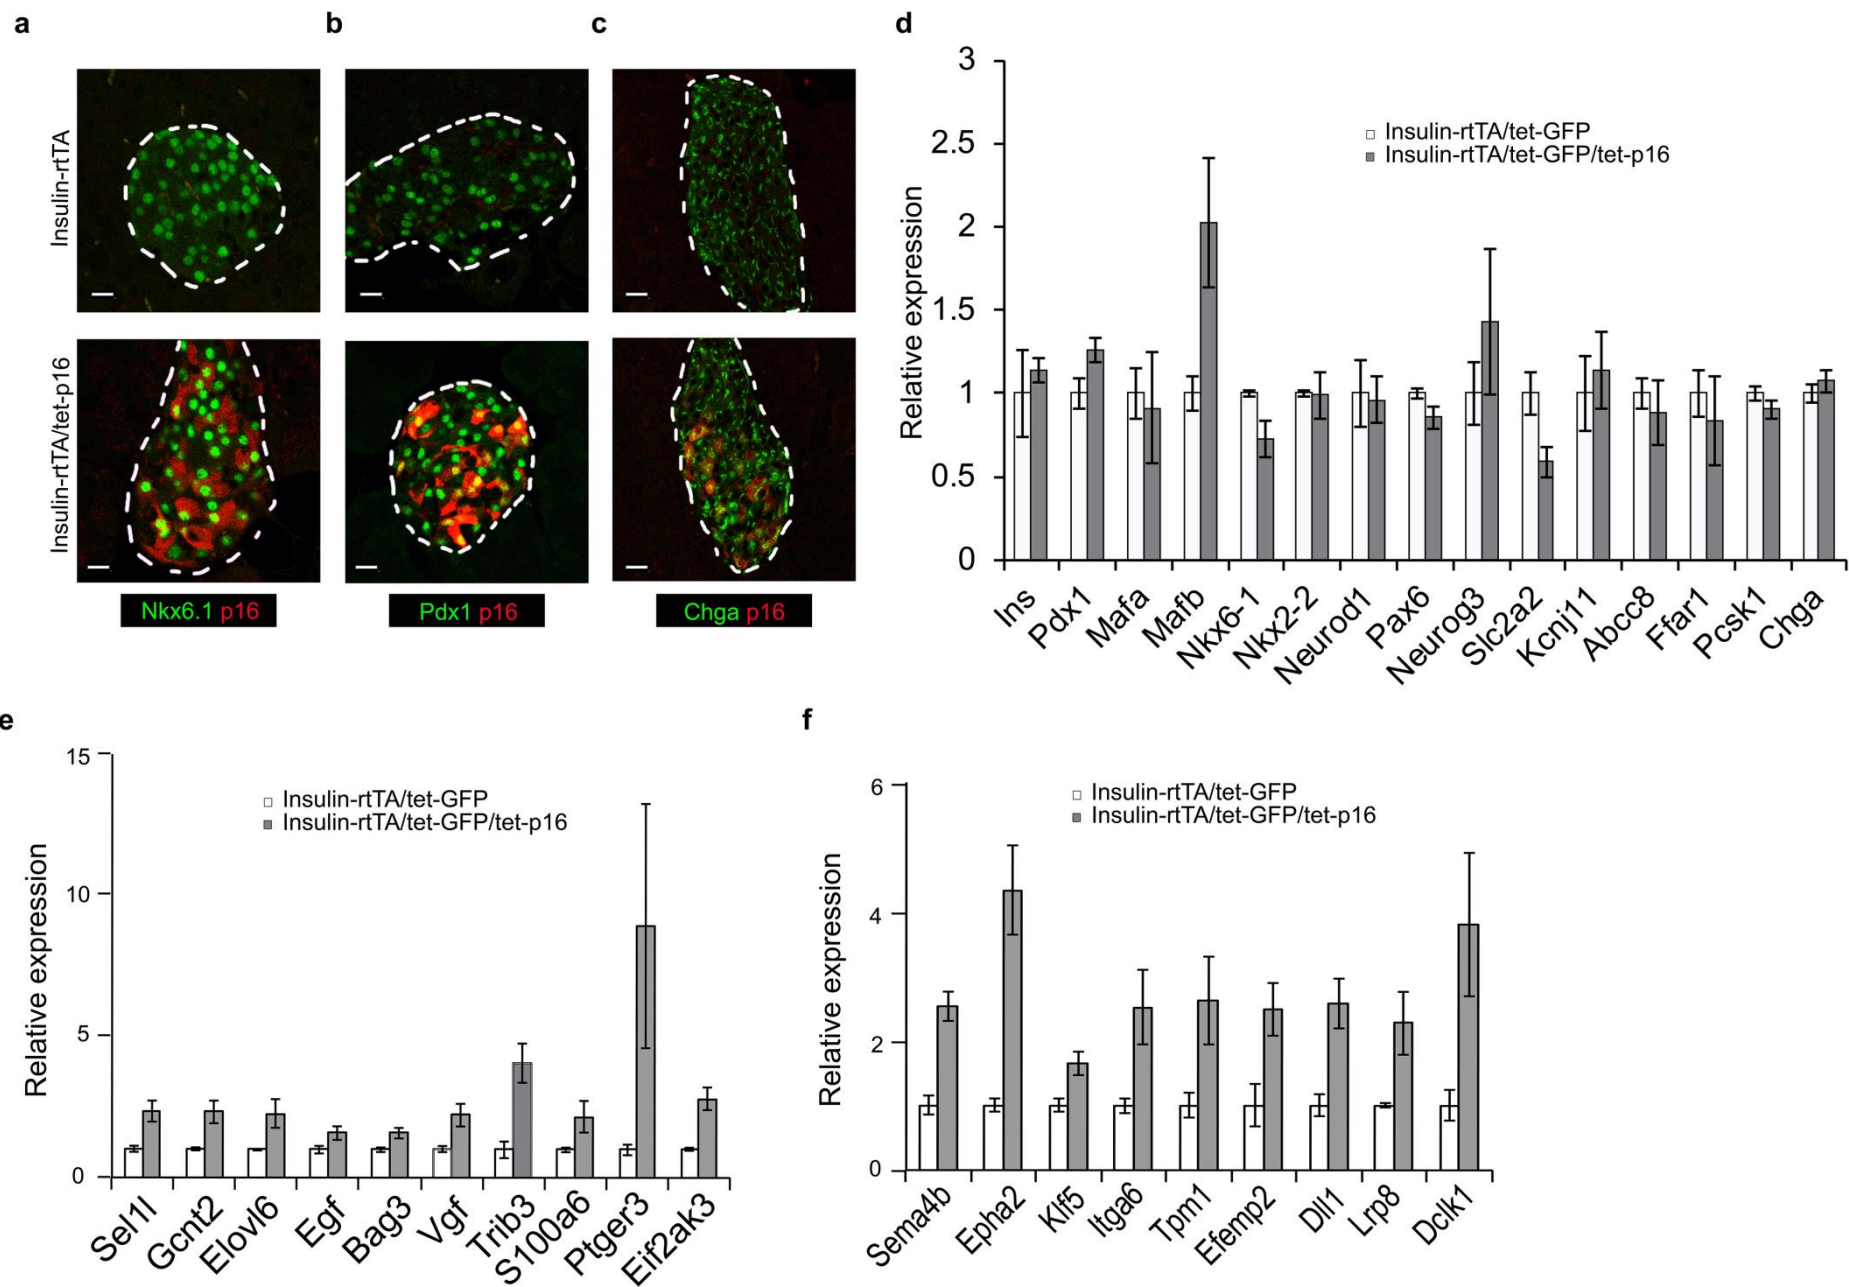 a
b
c
d
Insulin-rtTA
Insulin-rtTA/tet-p16
Nkx6.1 p16
Pdx1 p16
Chga p16
Relative expression
3
2.5
2
1.5
1
0.5
0
Insulin-rtTA/tet-GFP
Insulin-rtTA/tet-GFP/tet-p16
Ins
Pdx1
Mafa
Mafb
Nkx6-1
Nkx2-2
Neurod1
Pax6
Neurog3
Slc2a2
Kcnj11
Abcc8
Ffar1
Pcsk1
Chga
e
Relative expression
15
10
5
0
Insulin-rtTA/tet-GFP
Insulin-rtTA/tet-GFP/tet-p16
Sel1l
Gcnt2
Elovl6
Egf
Bag3
Vgf
Trib3
S100a6
Ptger3
Eif2ak3
f
Relative expression
6
4
2
0
Insulin-rtTA/tet-GFP
Insulin-rtTA/tet-GFP/tet-p16
Sema4b
Epha2
Klf5
Itga6
Tpm1
Efemp2
Dll1
Lrp8
Dclk1